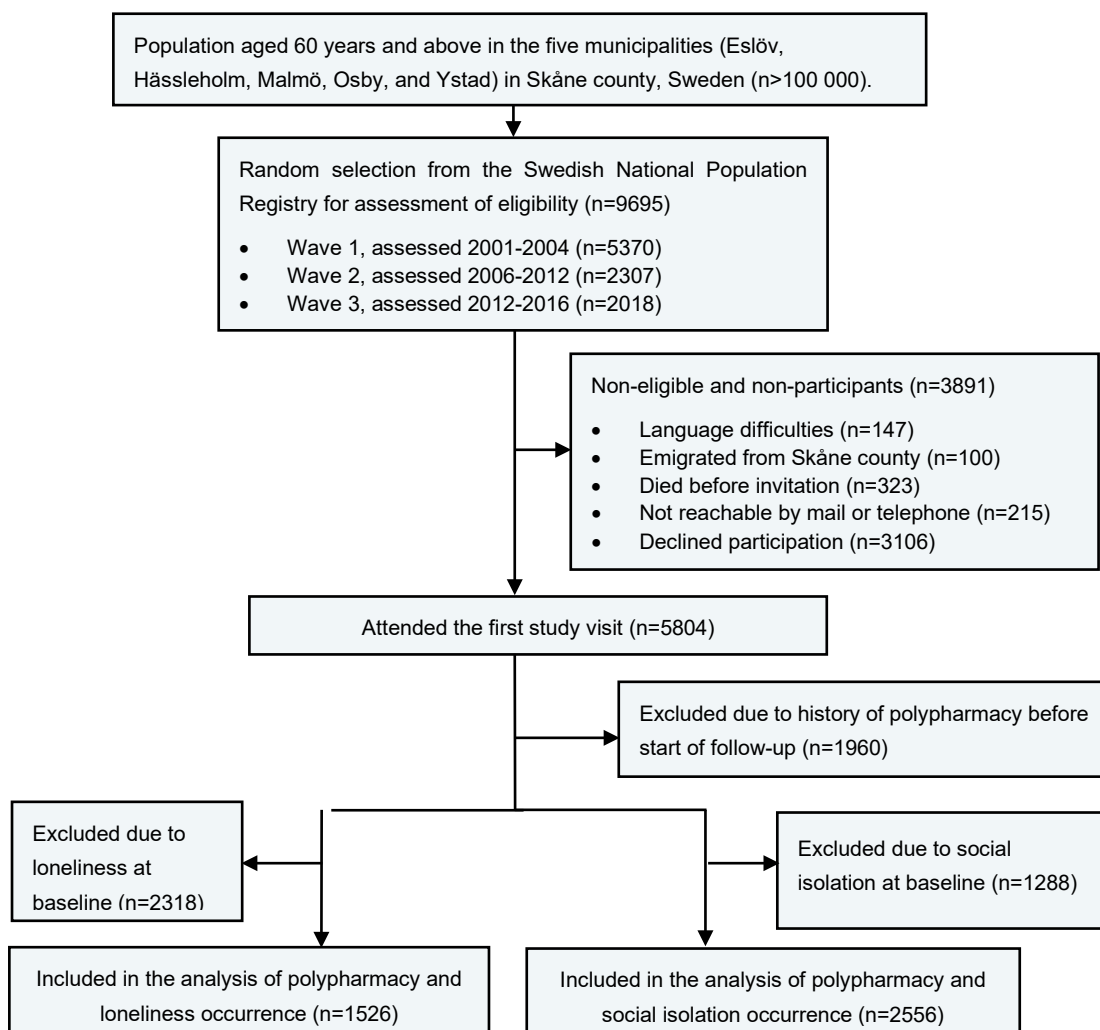 Population aged 60 years and above in the five municipalities (Eslöv,
Hässleholm, Malmö, Osby, and Ystad) in Skåne county, Sweden (n>100 000).
Random selection from the Swedish National Population
Registry for assessment of eligibility (n=9695)
• Wave 1, assessed 2001-2004 (n=5370)
• Wave 2, assessed 2006-2012 (n=2307)
• Wave 3, assessed 2012-2016 (n=2018)
Non-eligible and non-participants (n=3891)
• Language difficulties (n=147)
• Emigrated from Skåne county (n=100)
• Died before invitation (n=323)
• Not reachable by mail or telephone (n=215)
• Declined participation (n=3106)
Attended the first study visit (n=5804)
Excluded due to history of polypharmacy before
start of follow-up (n=1960)
Excluded due to
loneliness at
baseline (n=2318)
Excluded due to social
isolation at baseline (n=1288)
Included in the analysis of polypharmacy and
loneliness occurrence (n=1526)
Included in the analysis of polypharmacy and
social isolation occurrence (n=2556)